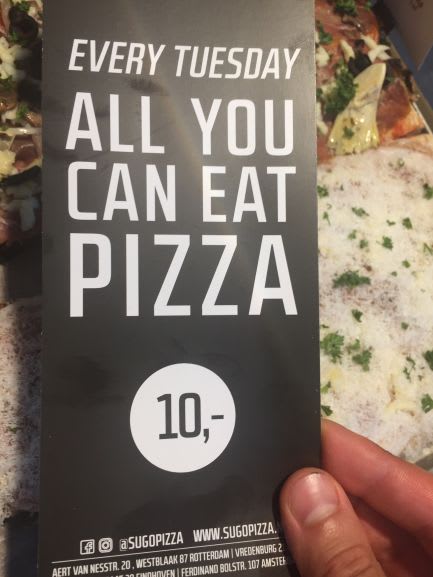 EVERY TUESDAY
ALL YOU
CAN EAT
PIZZA
10,-
@SUGOPIZZA WWW.SUGOPIZZA.
AERT VAN NESSTR. 20, WESTBLAAK 87 ROTTERDAM | VREDENBURG 2
EINDHOVEN | FERDINAND BOLSTR. 107 AMSTER